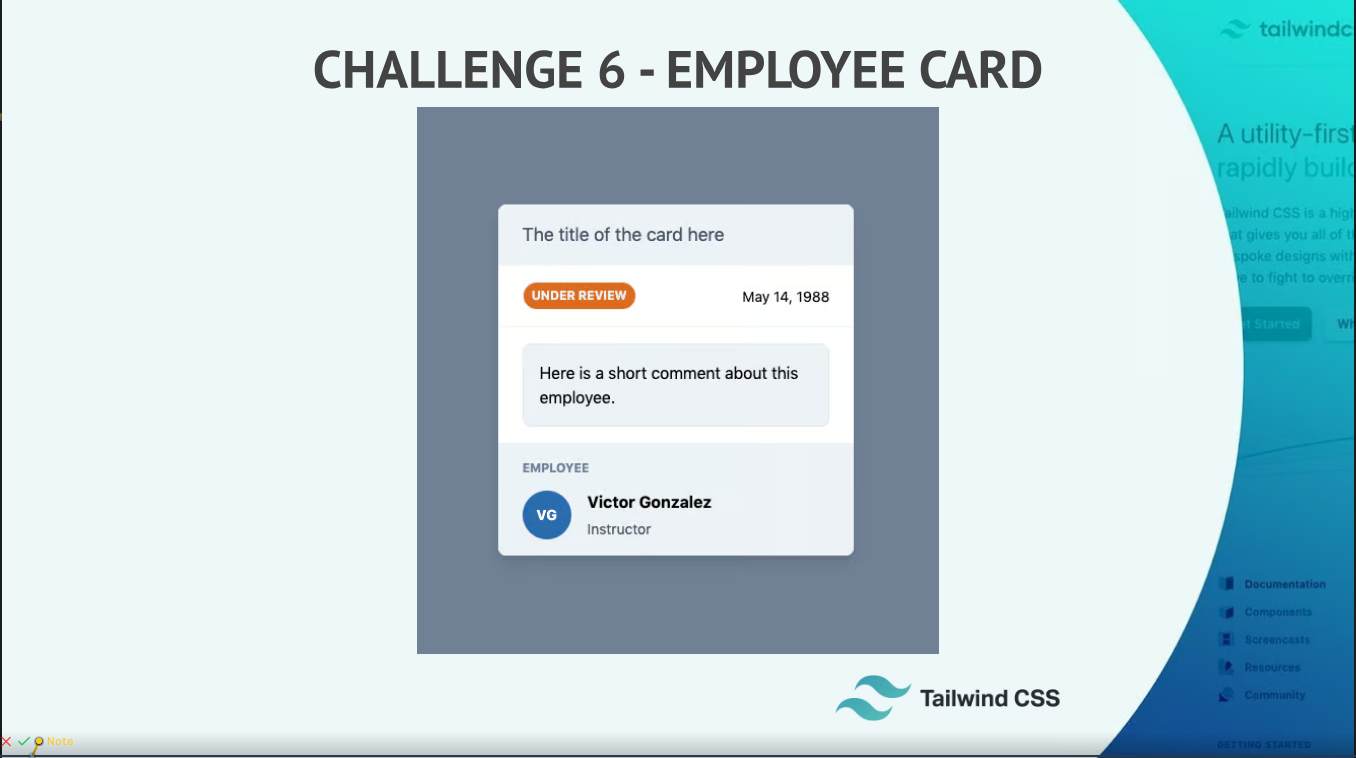 CHALLENGE 6 - EMPLOYEE CARD
The title of the card here
UNDER REVIEW
May 14, 1988
Here is a short comment about this
employee.
EMPLOYEE
VG
Victor Gonzalez
Instructor
Tailwind CSS
Note
tailwindc
A utility-first
rapidly build
ailwind CSS is a high
at gives you all of th
spoke designs with
e to fight to overri
t Started
Wh
Documentation
Components
Screencasts
Resources
Community
GETTING STARTED